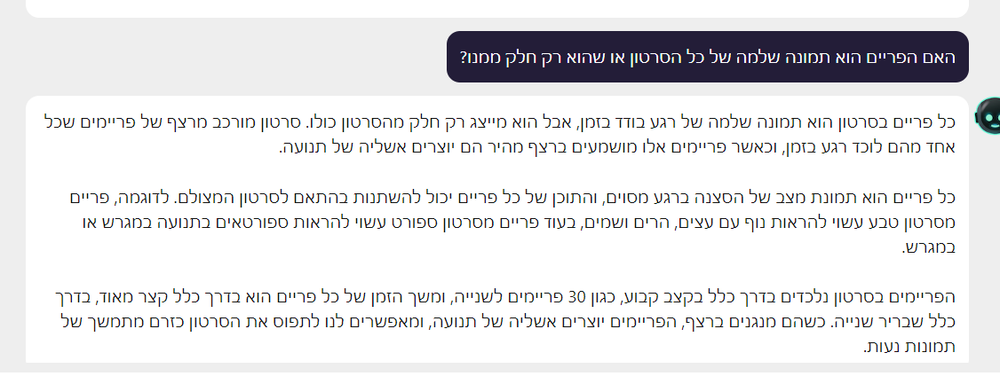 האם הפריים הוא תמונה שלמה של כל הסרטון או שהוא רק חלק ממנו?
כל פריים בסרטון הוא תמונה שלמה של רגע בודד בזמן, אבל הוא מייצג רק חלק מהסרטון כולו. סרטון מורכב מרצף של פריימים שכל
אחד מהם לוכד רגע בזמן, וכאשר פריימים אלו מושמעים ברצף מהיר הם יוצרים אשליה של תנועה.
כל פריים הוא תמונת מצב של הסצנה ברגע מסוים, והתוכן של כל פריים יכול להשתנות בהתאם לסרטון המצולם. לדוגמה, פריים
מסרטון טבע עשוי להראות נוף עם עצים, הרים ושמים, בעוד פריים מסרטון ספורט עשוי להראות ספורטאים בתנועה במגרש או
במגרש.
הפריימים בסרטון נלכדים בדרך כלל בקצב קבוע, כגון 30 פריימים לשנייה, ומשך הזמן של כל פריים הוא בדרך כלל קצר מאוד, בדרך
כלל שבריר שנייה. כשהם מנגנים ברצף, הפריימים יוצרים אשליה של תנועה, ומאפשרים לנו לתפוס את הסרטון כזרם מתמשך של
תמונות נעות.